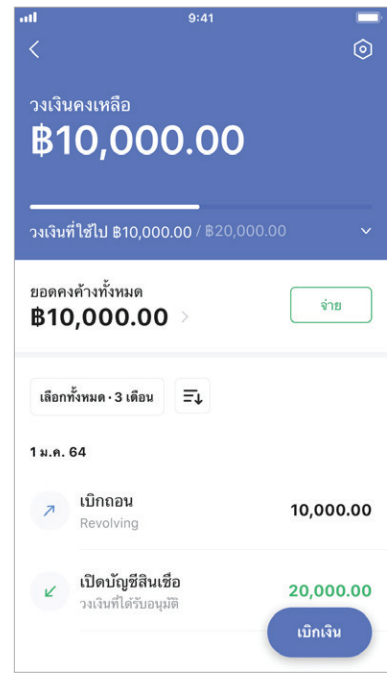 9:41
วงเงินคงเหลือ
฿10,000.00
วงเงินที่ใช้ไป ฿10,000.00 / ฿20,000.00
ยอดคงค้างทั้งหมด
฿10,000.00
จ่าย
เลือกทั้งหมด · 3 เดือน
1 ม.ค. 64
เบิกถอน
Revolving
10,000.00
เปิดบัญชีสินเชื่อ
วงเงินที่ได้รับอนุมัติ
20,000.00
เบิกเงิน